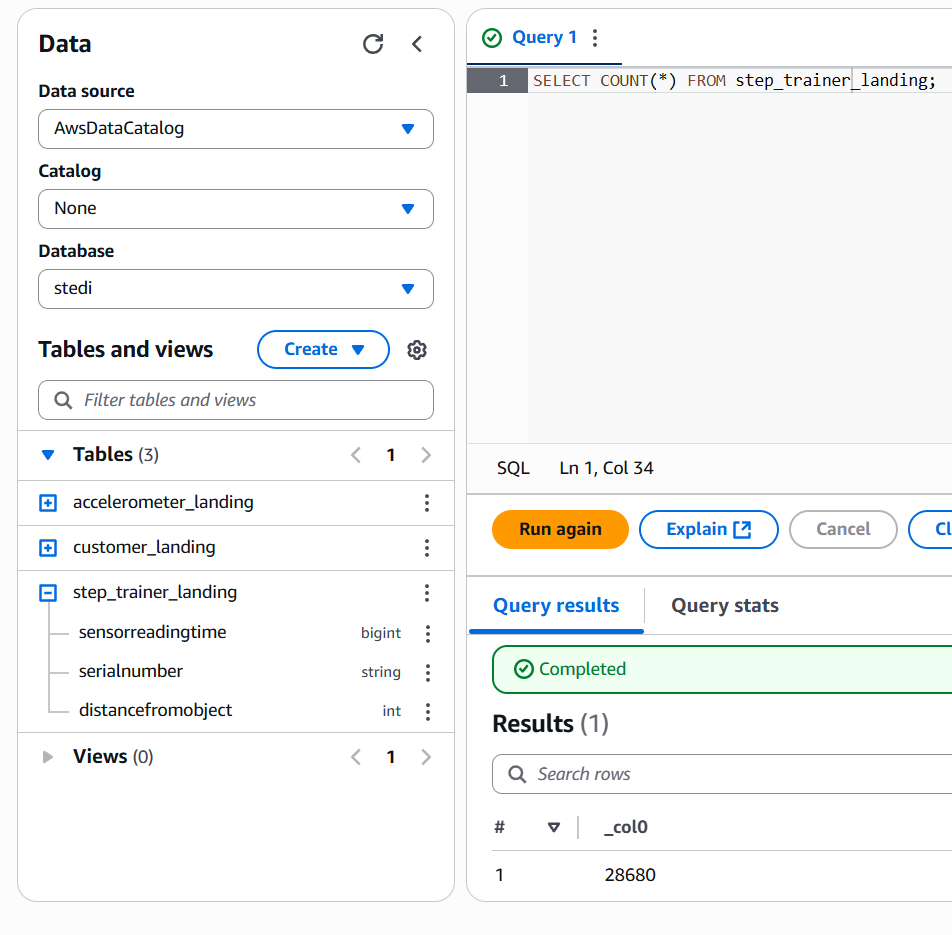 Data
Data source
AwsDataCatalog
Catalog
None
Database
stedi
Tables and views
Create
Filter tables and views
Tables (3)
1
accelerometer_landing
customer_landing
step_trainer_landing
sensorreadingtime bigint
serialnumber string
distancefromobject int
Views (0)
1
Query 1
1 SELECT COUNT(*) FROM step_trainer_landing;
SQL Ln 1, Col 34
Run again Explain Cancel Cl
Query results Query stats
Completed
Results (1)
Search rows
# _col0
1 28680